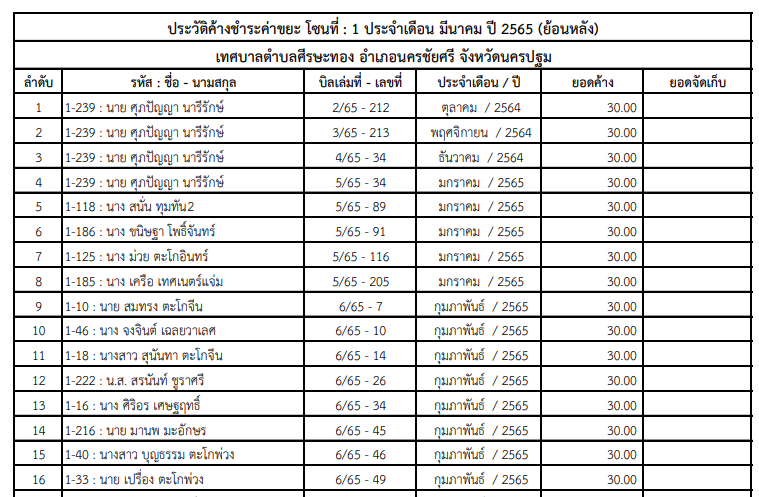 ประวัติค้างชำระค่าขยะ โซนที่ : 1 ประจำเดือน มีนาคม ปี 2565 (ย้อนหลัง)
เทศบาลตำบลศีรษะทอง อำเภอนครชัยศรี จังหวัดนครปฐม
ลำดับ รหัส : ชื่อ - นามสกุล บิลเล่มที่ - เลขที่ ประจำเดือน / ปี ยอดค้าง ยอดจัดเก็บ
1 1-239 : นาย ศุภปัญญา นารีรักษ์ 2/65 - 212 ตุลาคม / 2564 30.00
2 1-239 : นาย ศุภปัญญา นารีรักษ์ 3/65 - 213 พฤศจิกายน / 2564 30.00
3 1-239 : นาย ศุภปัญญา นารีรักษ์ 4/65 - 34 ธันวาคม / 2564 30.00
4 1-239 : นาย ศุภปัญญา นารีรักษ์ 5/65 - 34 มกราคม / 2565 30.00
5 1-118 : นาง สนั่น ทุมทัน2 5/65 - 89 มกราคม / 2565 30.00
6 1-186 : นาง ขนิษฐา โพธิ์จันทร์ 5/65 - 91 มกราคม / 2565 30.00
7 1-125 : นาง ม่วย ตะโกอินทร์ 5/65 - 116 มกราคม / 2565 30.00
8 1-185 : นาง เครือ เทศเนตร์แจ่ม 5/65 - 205 มกราคม / 2565 30.00
9 1-10 : นาย สมทรง ตะโกจีน 6/65 - 7 กุมภาพันธ์ / 2565 30.00
10 1-46 : นาง จงจินต์ เฉลยวาเลศ 6/65 - 10 กุมภาพันธ์ / 2565 30.00
11 1-18 : นางสาว สุนันทา ตะโกจีน 6/65 - 14 กุมภาพันธ์ / 2565 30.00
12 1-222 : น.ส. สรนันท์ ชูราศรี 6/65 - 26 กุมภาพันธ์ / 2565 30.00
13 1-16 : นาง ศิริอร เศษฐฤทธิ์ 6/65 - 34 กุมภาพันธ์ / 2565 30.00
14 1-216 : นาย มานพ มะอักษร 6/65 - 45 กุมภาพันธ์ / 2565 30.00
15 1-40 : นางสาว บุญธรรม ตะโกพ่วง 6/65 - 46 กุมภาพันธ์ / 2565 30.00
16 1-33 : นาย เปรื่อง ตะโกพ่วง 6/65 - 49 กุมภาพันธ์ / 2565 30.00